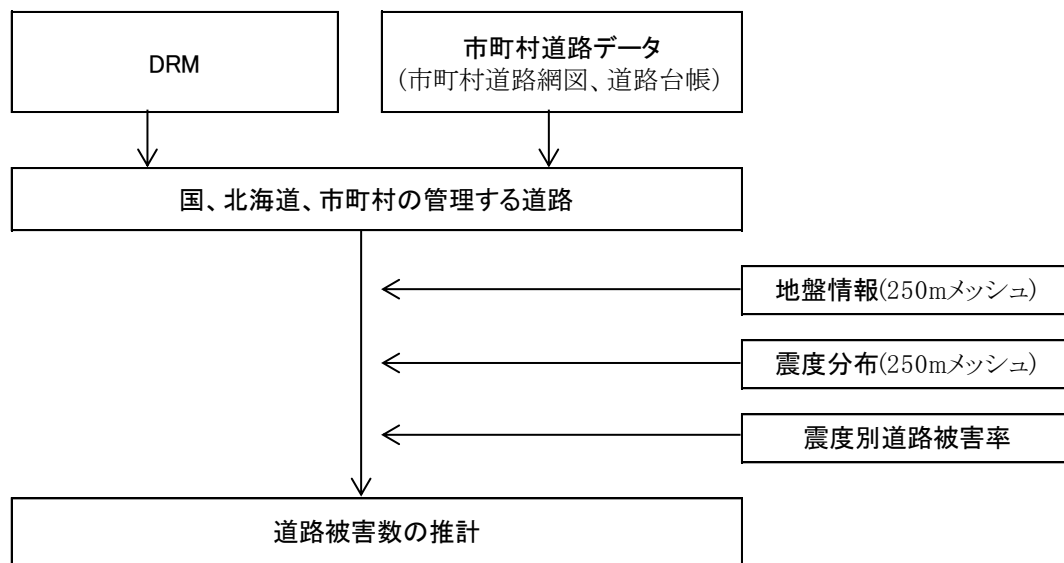 DRM
市町村道路データ
(市町村道路網図、道路台帳)
国、北海道、市町村の管理する道路
地盤情報(250mメッシュ)
震度分布(250mメッシュ)
震度別道路被害率
道路被害数の推計